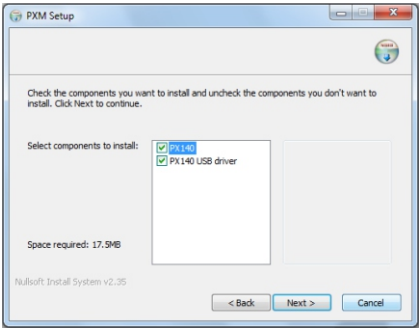 PXM Setup
Check the components you want to install and uncheck the components you don't want to
install. Click Next to continue.
Select components to install:
PX140
PX140 USB driver
Space required: 17.5MB
Nullsoft Install System v2.35
< Back
Next >
Cancel